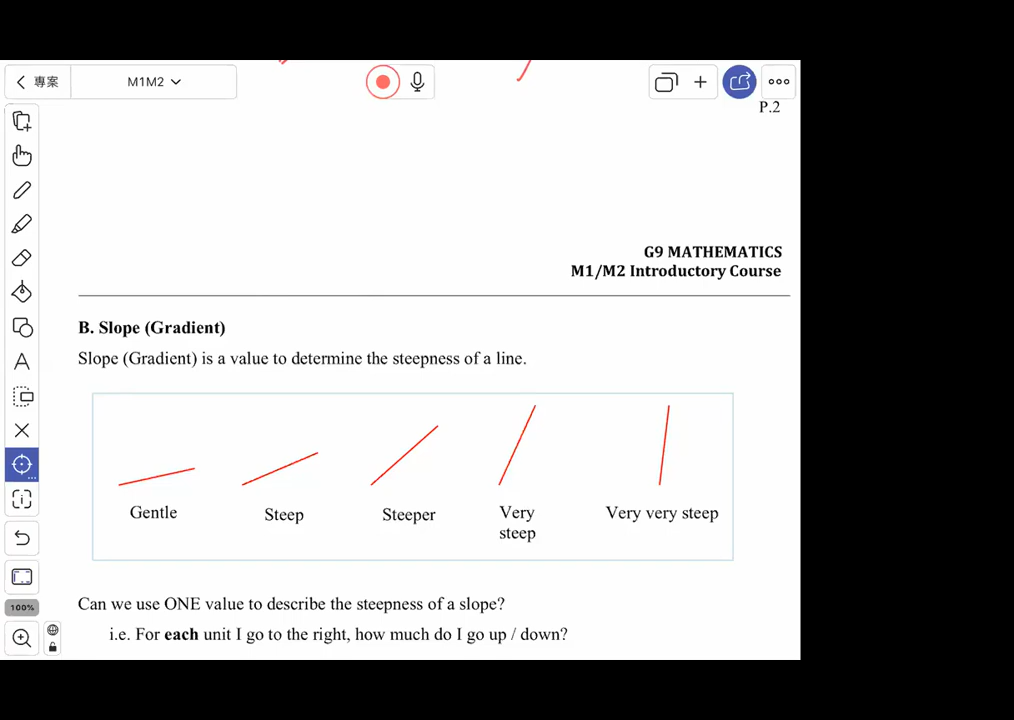 專案
M1M2
P.2
G9 MATHEMATICS
M1/M2 Introductory Course
B. Slope (Gradient)
Slope (Gradient) is a value to determine the steepness of a line.
Gentle
Steep
Steeper
Very
steep
Very very steep
Can we use ONE value to describe the steepness of a slope?
i.e. For each unit I go to the right, how much do I go up / down?
100%